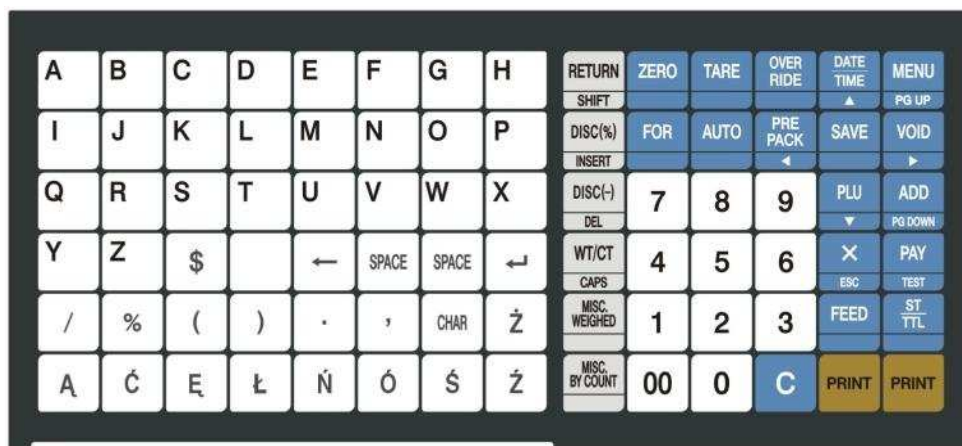 A B C D E F G H RETURN ZERO TARE OVER RIDE DATE TIME MENU
SHIFT ▲ PG UP
I J K L M N O P DISC(%) FOR AUTO PRE PACK SAVE VOID
INSERT ◀ ▶
Q R S T U V W X DISC(-) 7 8 9 PLU ADD
DEL ▼ PG DOWN
Y Z $ ← SPACE SPACE ↵ WT/CT 4 5 6 × PAY
CAPS ESC TEST
/ % ( ) . , CHAR Ż MISC. WEIGHED 1 2 3 FEED ST TTL
Ą Ć Ę Ł Ń Ó Ś Ź MISC. BY COUNT 00 0 C PRINT PRINT